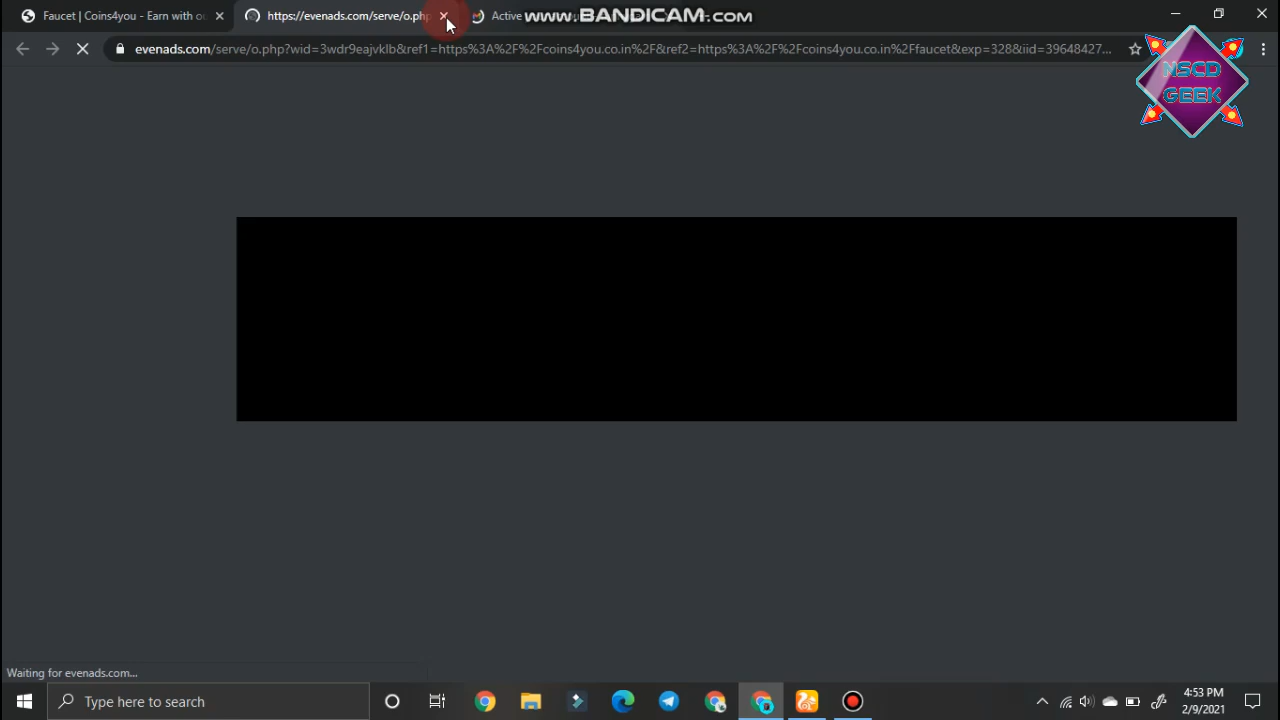 Faucet | Coins4you - Earn with ou
https://evenads.com/serve/o.php
Active
www.BANDICAM.com
evenads.com/serve/o.php?wid=3wdr9eajvklb&ref1=https%3A%2F%2Fcoins4you.co.in%2F&ref2=https%3A%2F%2Fcoins4you.co.in%2Ffaucet&exp=328&iid=39648427...
NSCD
GEEK
Waiting for evenads.com...
Type here to search
4:53 PM
2/9/2021